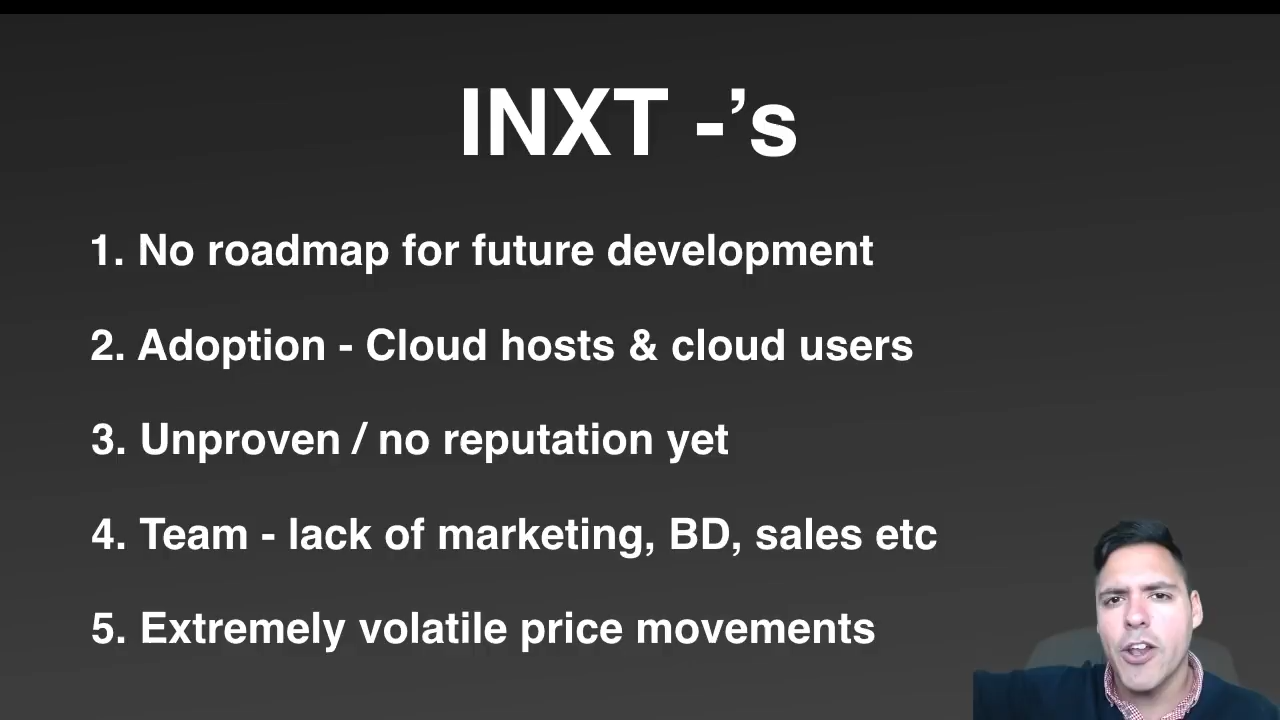 INXT -’s
1. No roadmap for future development
2. Adoption - Cloud hosts & cloud users
3. Unproven / no reputation yet
4. Team - lack of marketing, BD, sales etc
5. Extremely volatile price movements